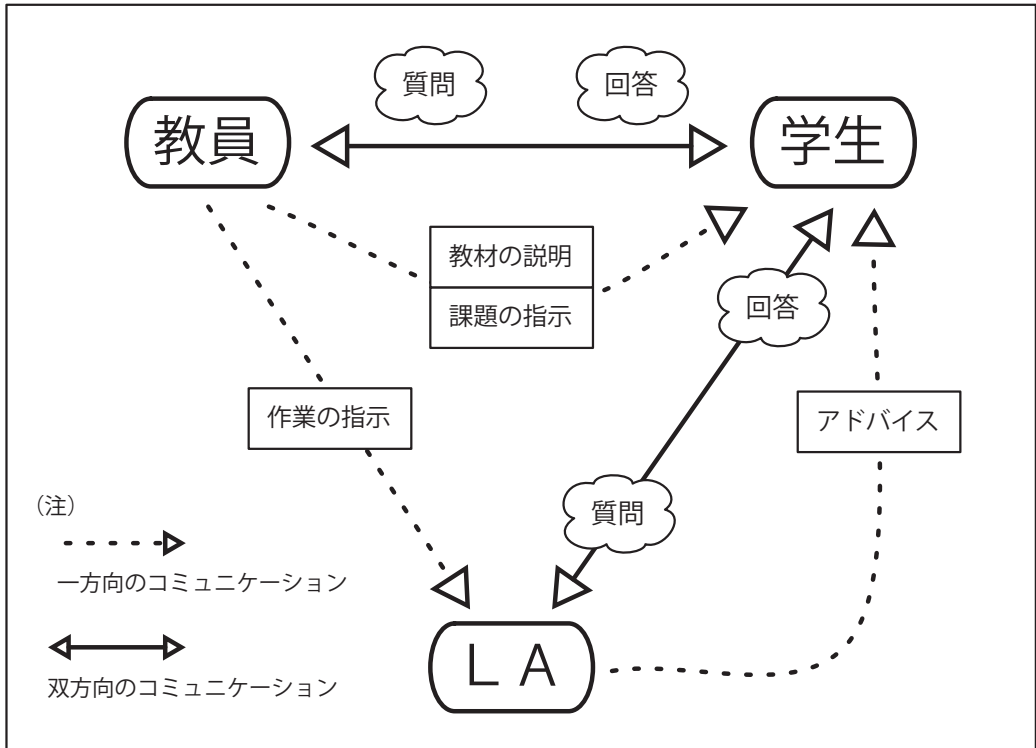 質問
回答
教員
学生
教材の説明
課題の指示
回答
作業の指示
アドバイス
質問
（注）
一方向のコミュニケーション
双方向のコミュニケーション
ＬＡ